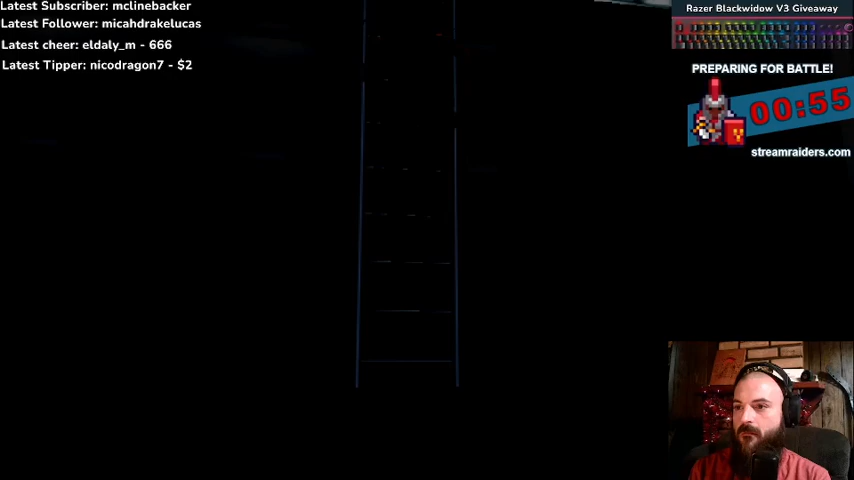 Latest Subscriber: mclinebacker
Latest Follower: micahdrakelucas
Latest cheer: eldaly_m - 666
Latest Tipper: nicodragon7 - $2
Razer Blackwidow V3 Giveaway
PREPARING FOR BATTLE!
00:55
streamraiders.com